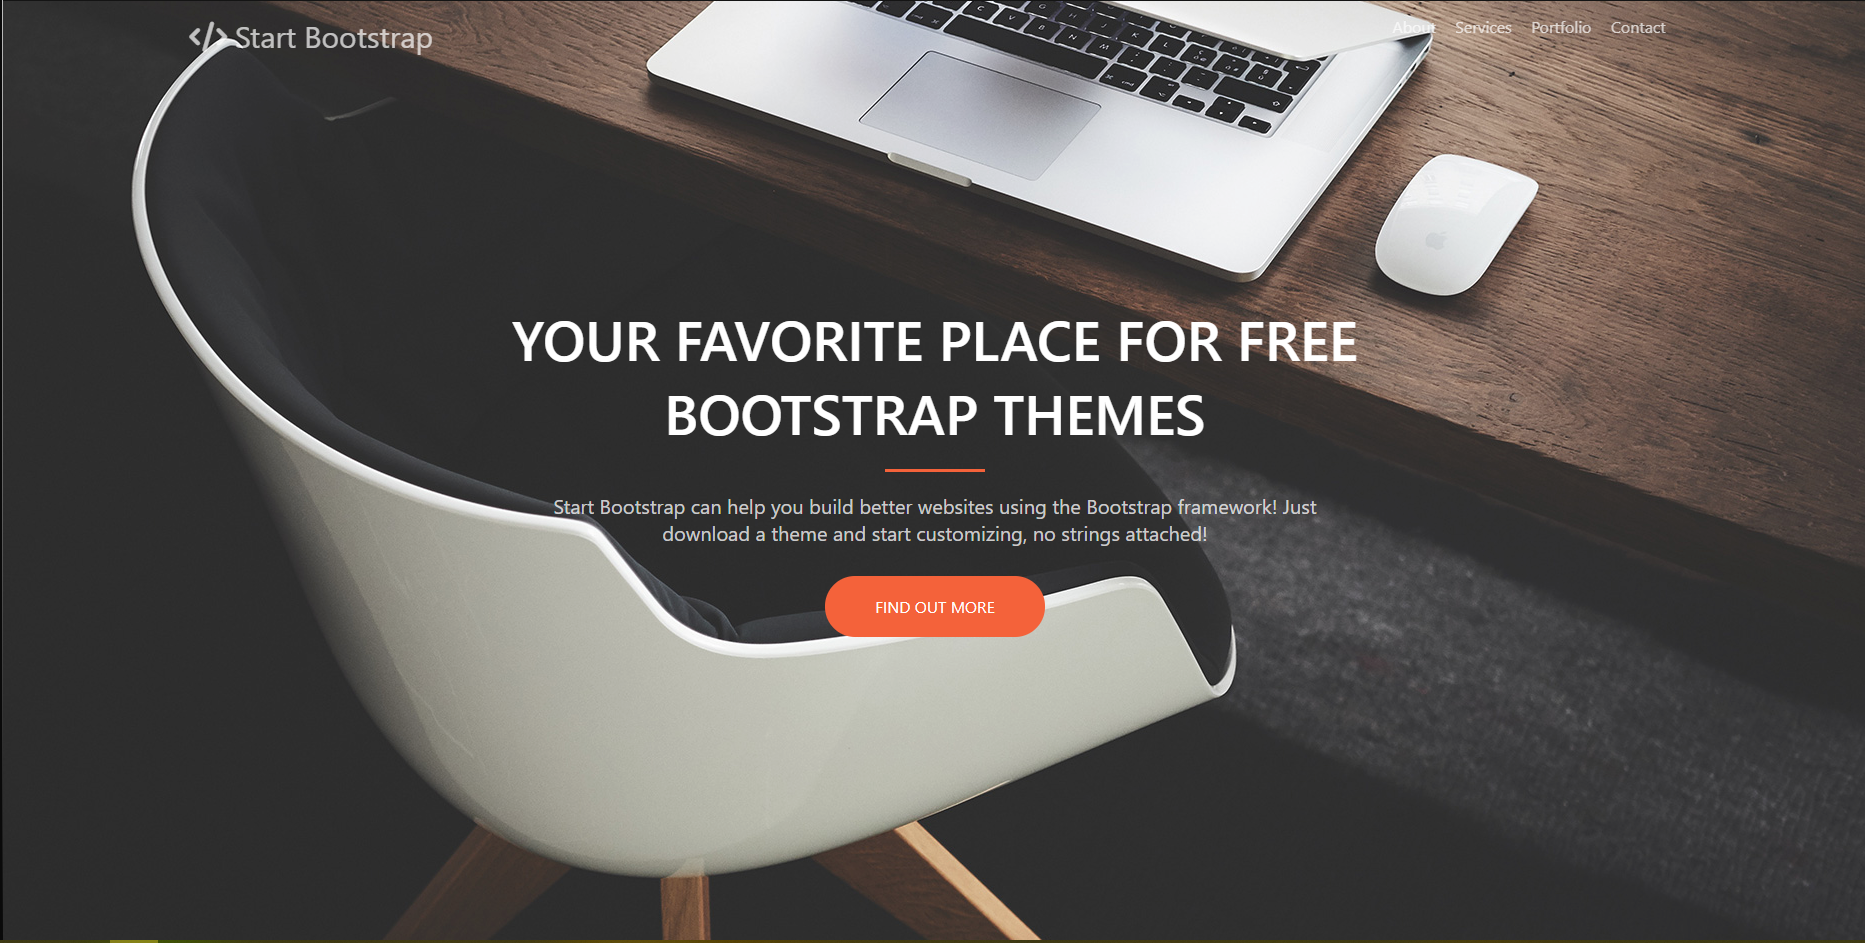 </> Start Bootstrap
About Services Portfolio Contact
YOUR FAVORITE PLACE FOR FREE
BOOTSTRAP THEMES
Start Bootstrap can help you build better websites using the Bootstrap framework! Just
download a theme and start customizing, no strings attached!
FIND OUT MORE